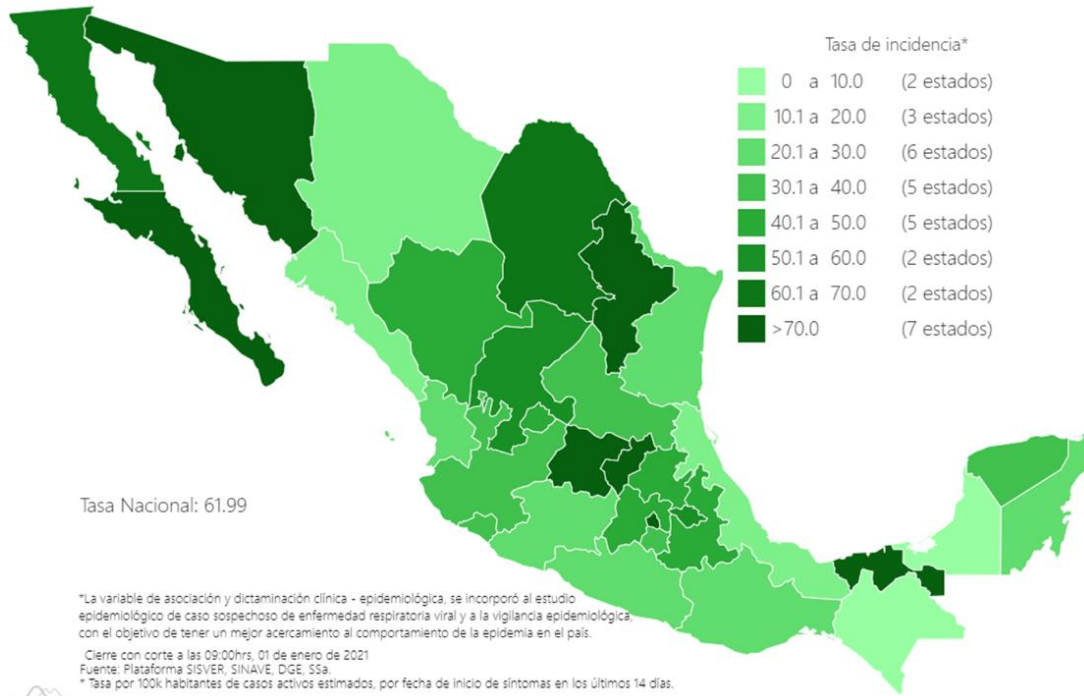 Tasa de incidencia*
0 a 10.0 (2 estados)
10.1 a 20.0 (3 estados)
20.1 a 30.0 (6 estados)
30.1 a 40.0 (5 estados)
40.1 a 50.0 (5 estados)
50.1 a 60.0 (2 estados)
60.1 a 70.0 (2 estados)
>70.0 (7 estados)
Tasa Nacional: 61.99
*La variable de asociación y dictaminación clínica - epidemiológica, se incorporó al estudio
epidemiológico de caso sospechoso de enfermedad respiratoria viral y a la vigilancia epidemiológica,
con el objetivo de tener un mejor acercamiento al comportamiento de la epidemia en el país.
Cierre con corte a las 09:00hrs, 01 de enero de 2021
Fuente: Plataforma SISVER, SINAVE, DGE, SSa.
* Tasa por 100k habitantes de casos activos estimados, por fecha de inicio de síntomas en los últimos 14 días.